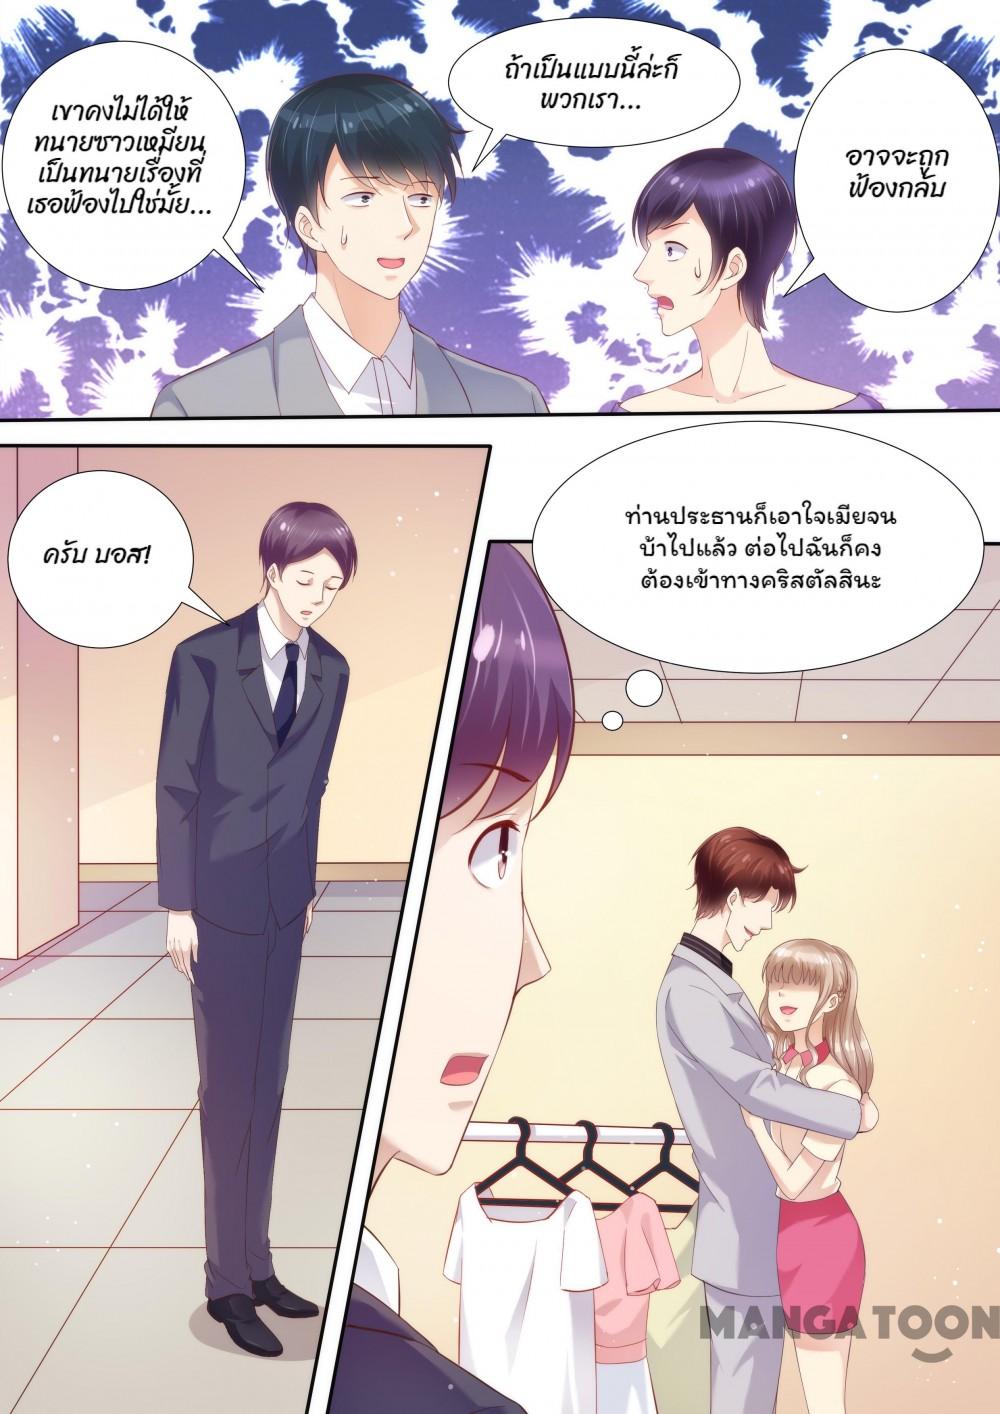 เขาคงไม่ได้ให้
ทนายซาวเหมียน
เป็นทนายเรื่องที่
เธอฟ้องไปใช่มั้ย...
ถ้าเป็นแบบนี้ล่ะก็
พวกเรา...
อาจจะถูก
ฟ้องกลับ
ครับ บอส!
ท่านประธานก็เอาใจเมียจน
บ้าไปแล้ว ต่อไปฉันก็คง
ต้องเข้าทางคริสตัลสินะ
MANGATOON